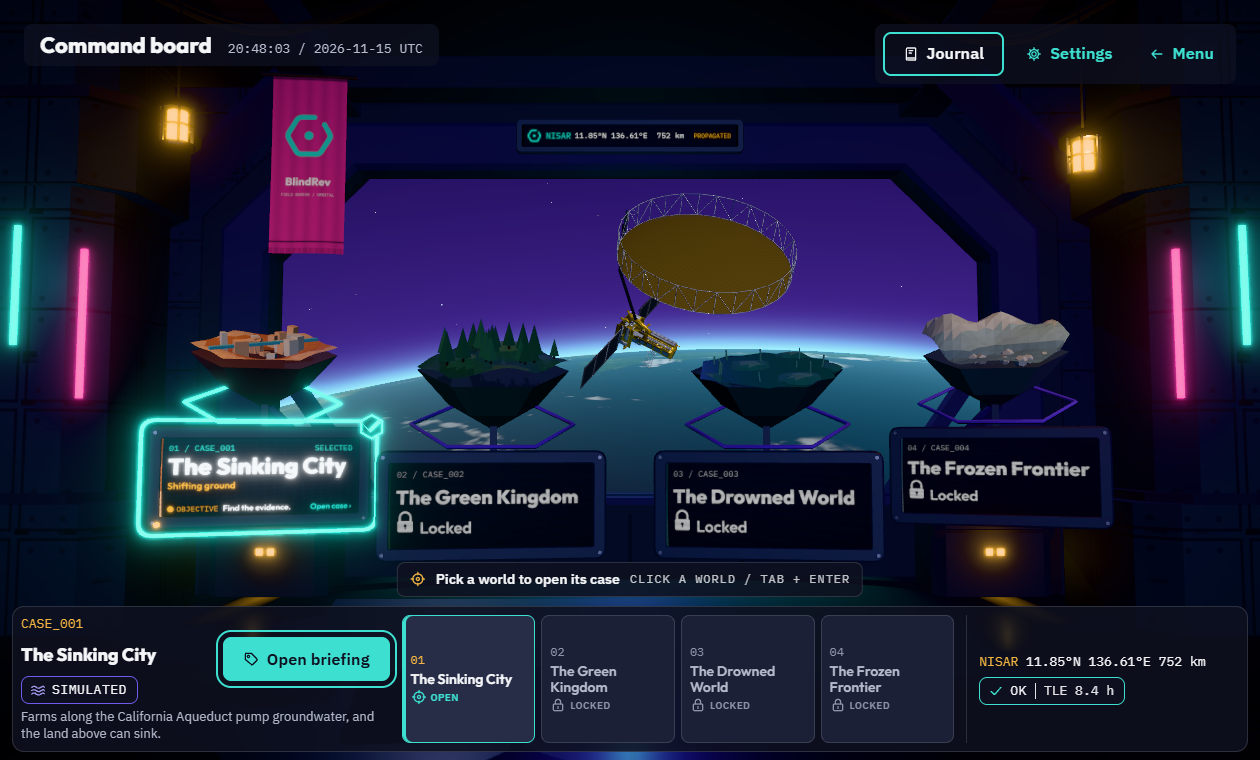 Command board
20:48:03 / 2026-11-15 UTC
Journal
Settings
Menu
NISAR 11.85°N 136.61°E 752 km PROPAGATED
BlindRev
01 / CASE_001
SELECTED
The Sinking City
Shifting ground
OBJECTIVE Find the evidence.
Open case ›
02 / CASE_002
The Green Kingdom
Locked
03 / CASE_003
The Drowned World
Locked
04 / CASE_004
The Frozen Frontier
Locked
Pick a world to open its case CLICK A WORLD / TAB + ENTER
CASE_001
The Sinking City
SIMULATED
Farms along the California Aqueduct pump groundwater, and
the land above can sink.
Open briefing
01
The Sinking City
OPEN
02
The Green
Kingdom
LOCKED
03
The Drowned
World
LOCKED
04
The Frozen
Frontier
LOCKED
NISAR 11.85°N 136.61°E 752 km
OK | TLE 8.4 h